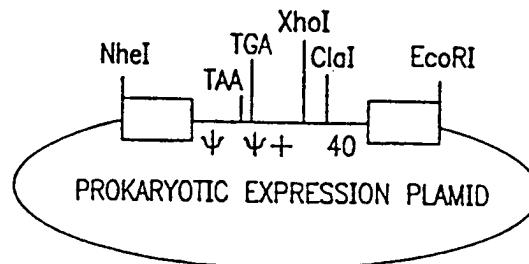 XhoI
TGA
NheI ClaI EcoRI
TAA
ψ ψ+ 40
PROKARYOTIC EXPRESSION PLAMID